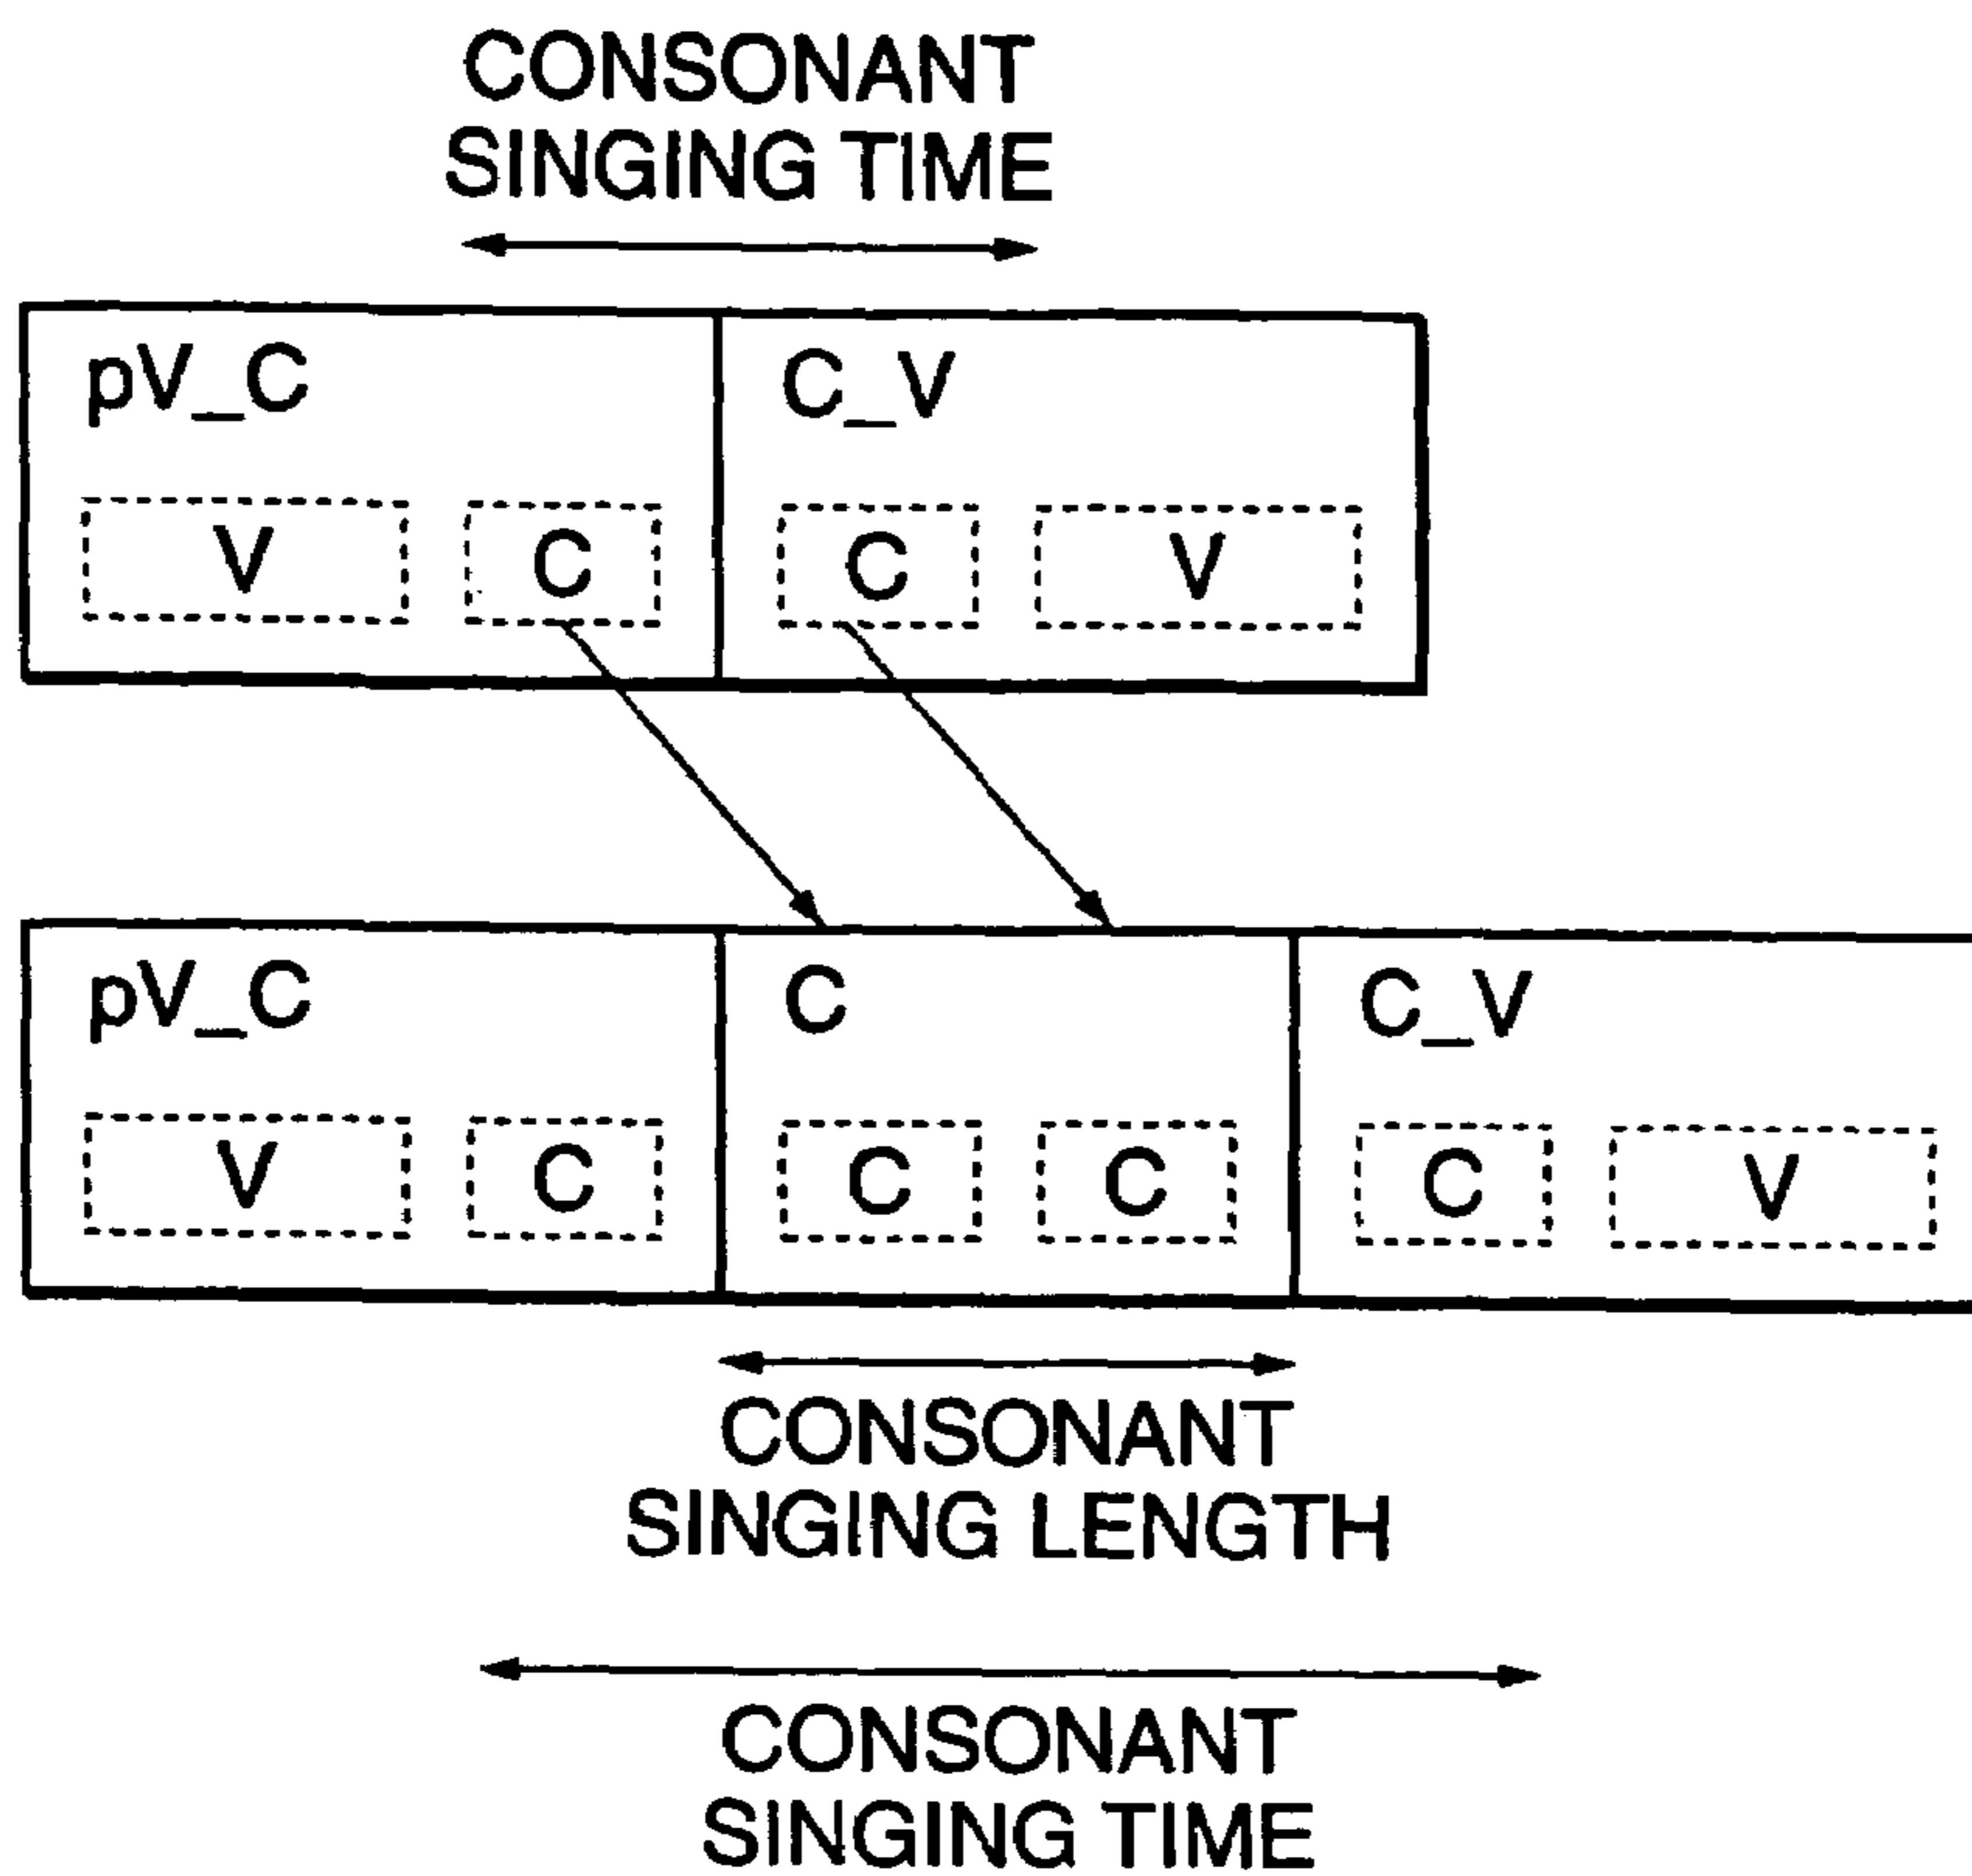 CONSONANT
SINGING TIME
pV_C C_V
V C C V
pV_C C C_V
V C C C C V
CONSONANT
SINGING LENGTH
CONSONANT
SINGING TIME